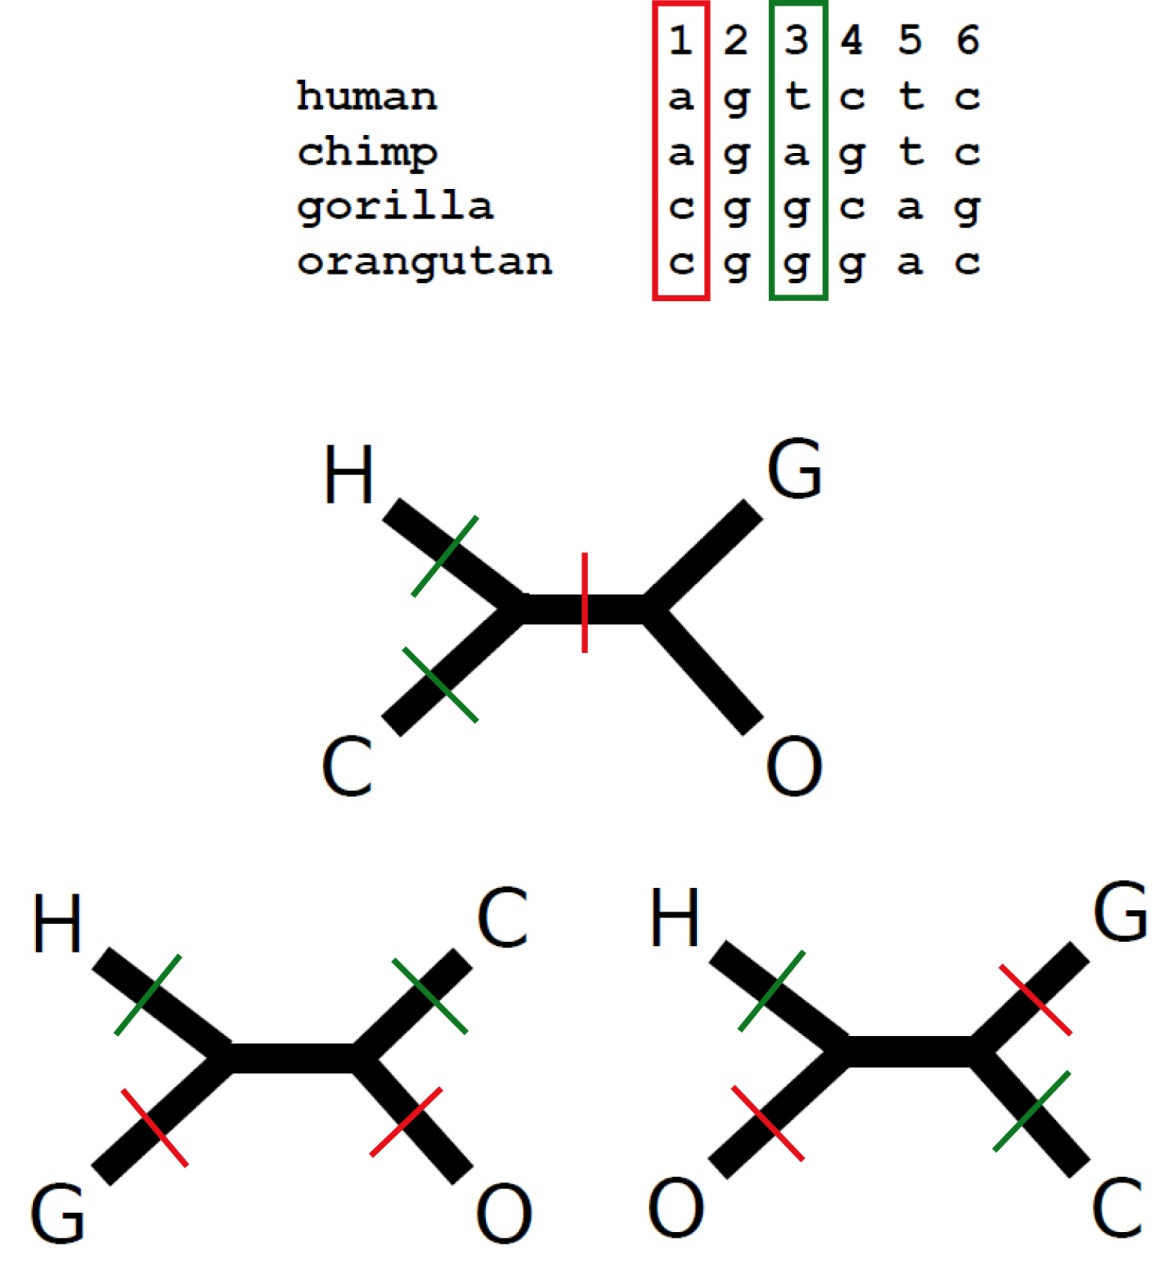 1 2 3 4 5 6
human a g t c t c
chimp a g a g t c
gorilla c g g c a g
orangutan c g g g a c
H G
C O
H C H G
G O O C